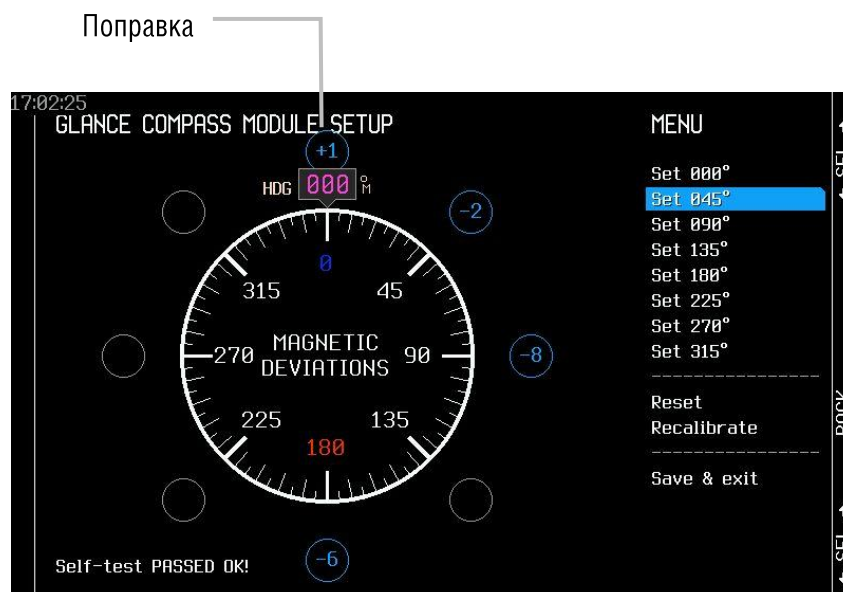 Поправка
17:02:25
GLANCE COMPASS MODULE SETUP
MENU
+1
HDG 000 °M
-2
Set 000°
Set 045°
Set 090°
Set 135°
Set 180°
Set 225°
Set 270°
Set 315°
0
315
45
MAGNETIC
270
90
-8
DEVIATIONS
225
135
180
Reset
Recalibrate
Save & exit
-6
Self-test PASSED OK!
SEL
BACK
SEL